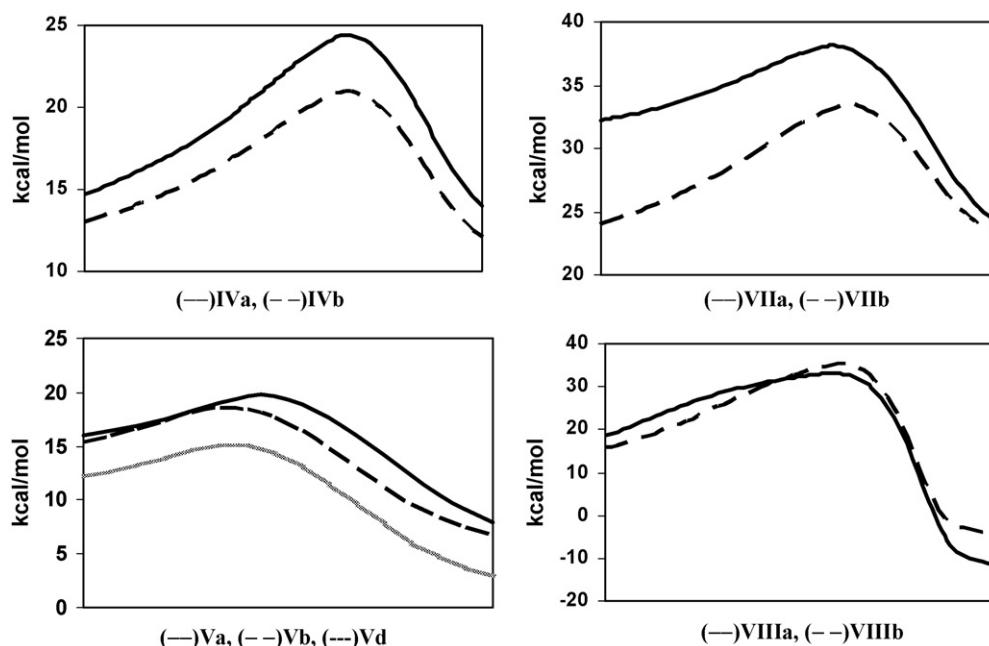 25
20
15
10
kcal/mol
(—)IVa, (– –)IVb
40
35
30
25
20
kcal/mol
(—)VIIa, (– –)VIIb
25
20
15
10
5
0
kcal/mol
(—)Va, (– –)Vb, (---)Vd
40
30
20
10
0
-10
-20
kcal/mol
(—)VIIIa, (– –)VIIIb